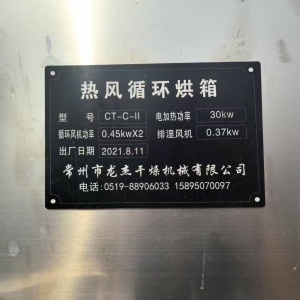 热风循环烘箱
型 号 CT-C-II 电加热功率 30kw
循环风机功率 0.45kwX2 排湿风机 0.37kw
出厂日期 2021.8.11
常州市龙杰干燥机械有限公司
电话:0519-88906033 15895070097